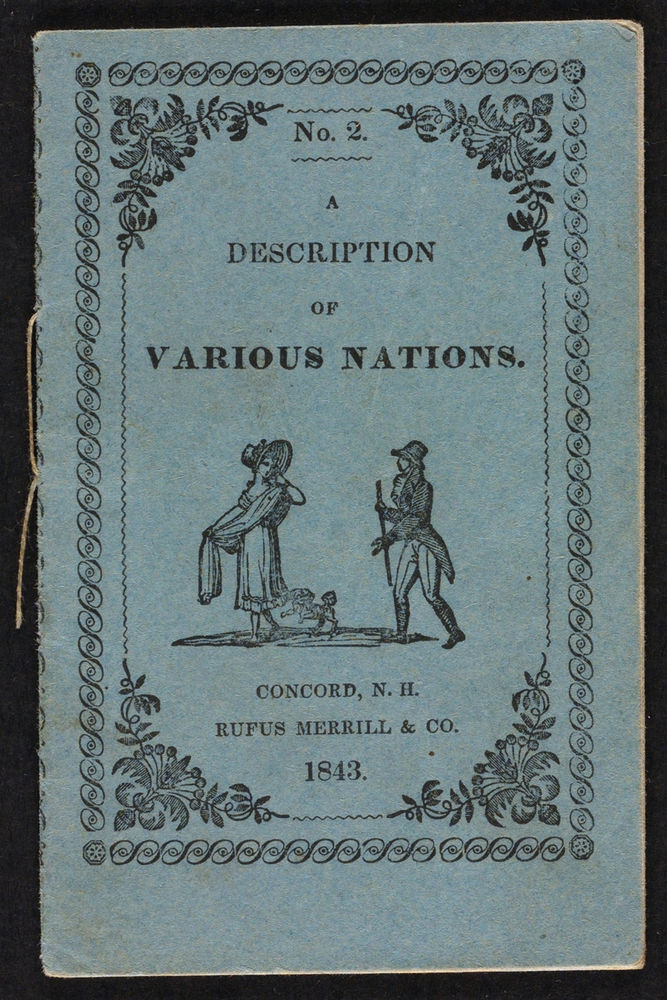 No. 2.
A
DESCRIPTION
OF
VARIOUS NATIONS.
CONCORD, N. H.
RUFUS MERRILL & CO.
1843.